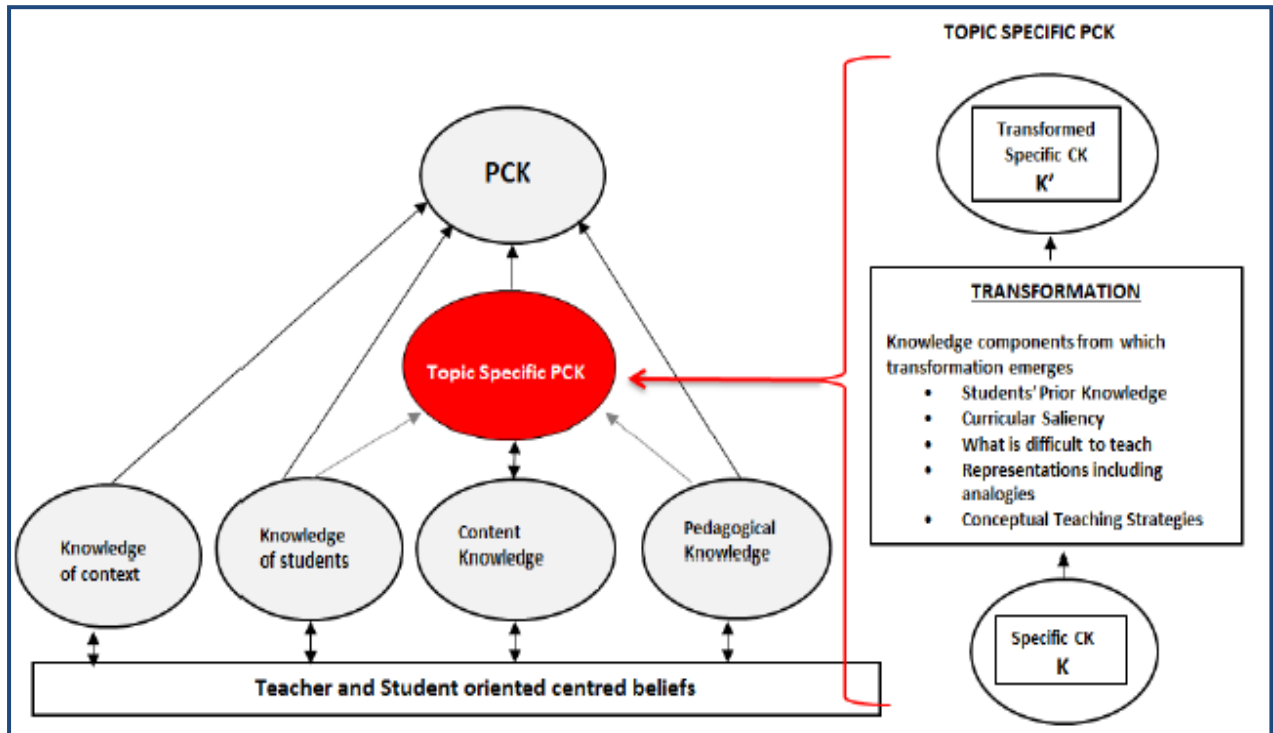 TOPIC SPECIFIC PCK
PCK
Topic Specific PCK
Knowledge
of context
Knowledge
of students
Content
Knowledge
Pedagogical
Knowledge
Teacher and Student oriented centred beliefs
Transformed
Specific CK
K'
TRANSFORMATION
Knowledge components from which
transformation emerges
• Students' Prior Knowledge
• Curricular Saliency
• What is difficult to teach
• Representations including
analogies
• Conceptual Teaching Strategies
Specific CK
K